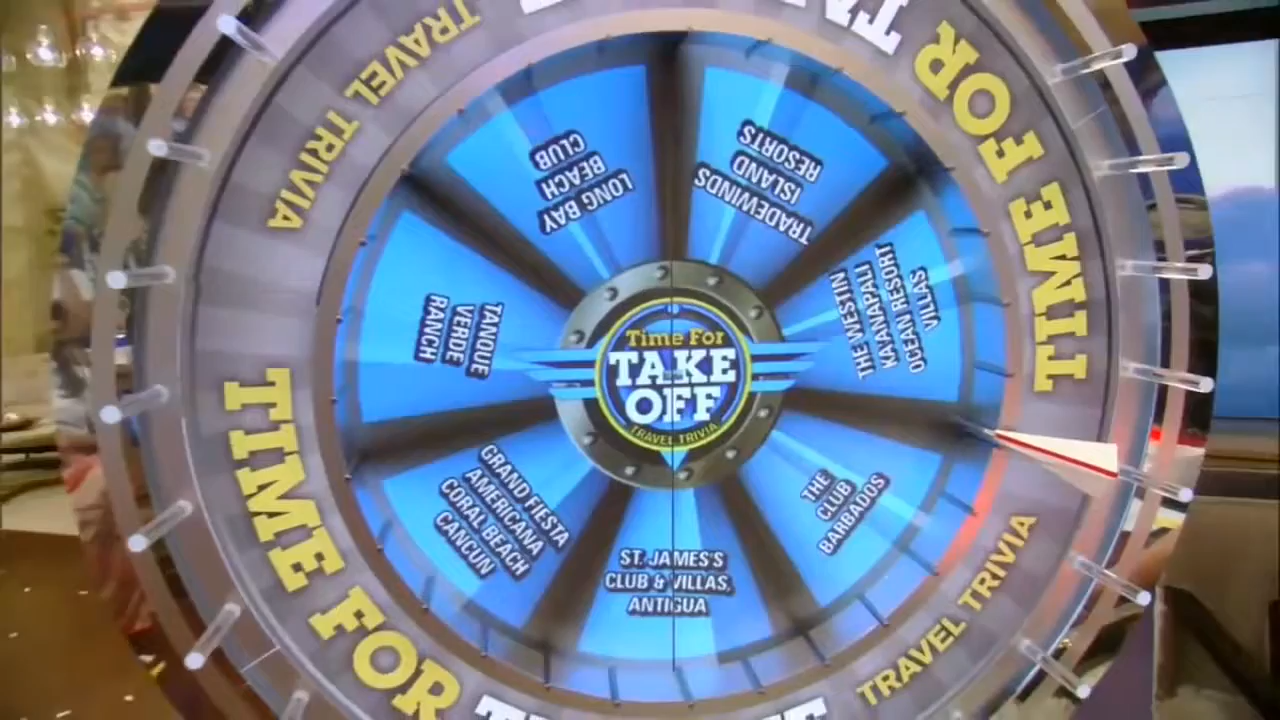 TRAVEL TRIVIA
TIME FOR
LONG BAY
BEACH
CLUB
TRADEWINDS
ISLAND
RESORTS
THE WESTIN
KA'ANAPALI
OCEAN RESORT
VILLAS
TANQUE
VERDE
RANCH
Time For
TAKE
OFF
TRAVEL TRIVIA
GRAND FIESTA
AMERICANA
CORAL BEACH
CANCUN
ST. JAMES'S
CLUB & VILLAS,
ANTIGUA
THE
CLUB
BARBADOS
TIME FOR
TRAVEL TRIVIA